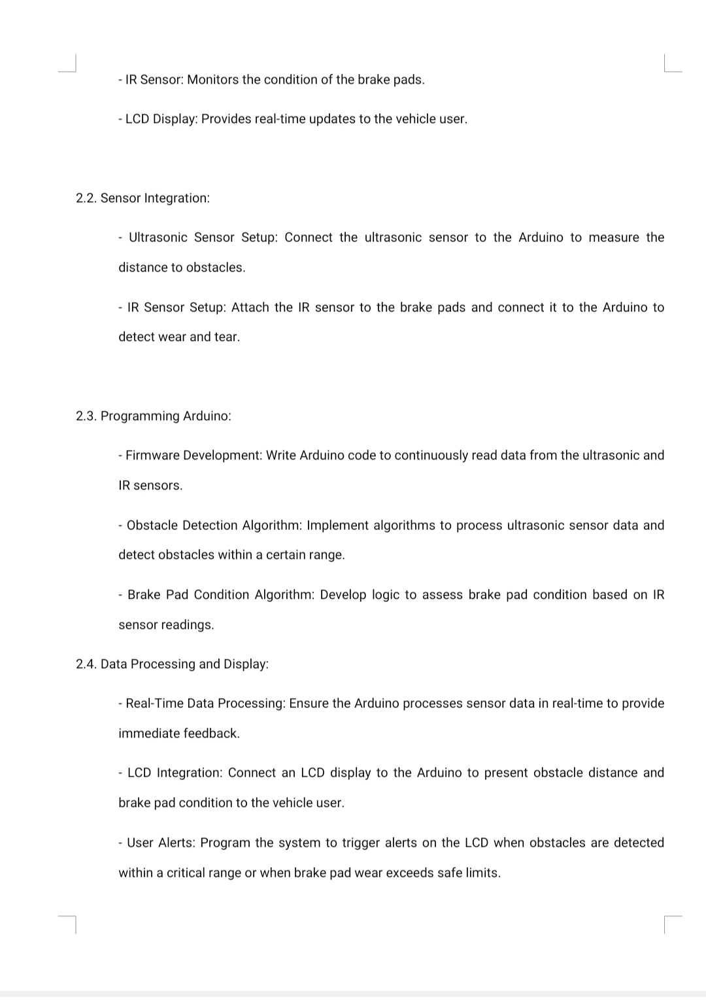 - IR Sensor: Monitors the condition of the brake pads.
- LCD Display: Provides real-time updates to the vehicle user.
2.2. Sensor Integration:
- Ultrasonic Sensor Setup: Connect the ultrasonic sensor to the Arduino to measure the
distance to obstacles.
- IR Sensor Setup: Attach the IR sensor to the brake pads and connect it to the Arduino to
detect wear and tear.
2.3. Programming Arduino:
- Firmware Development: Write Arduino code to continuously read data from the ultrasonic and
IR sensors.
- Obstacle Detection Algorithm: Implement algorithms to process ultrasonic sensor data and
detect obstacles within a certain range.
- Brake Pad Condition Algorithm: Develop logic to assess brake pad condition based on IR
sensor readings.
2.4. Data Processing and Display:
- Real-Time Data Processing: Ensure the Arduino processes sensor data in real-time to provide
immediate feedback.
- LCD Integration: Connect an LCD display to the Arduino to present obstacle distance and
brake pad condition to the vehicle user.
- User Alerts: Program the system to trigger alerts on the LCD when obstacles are detected
within a critical range or when brake pad wear exceeds safe limits.